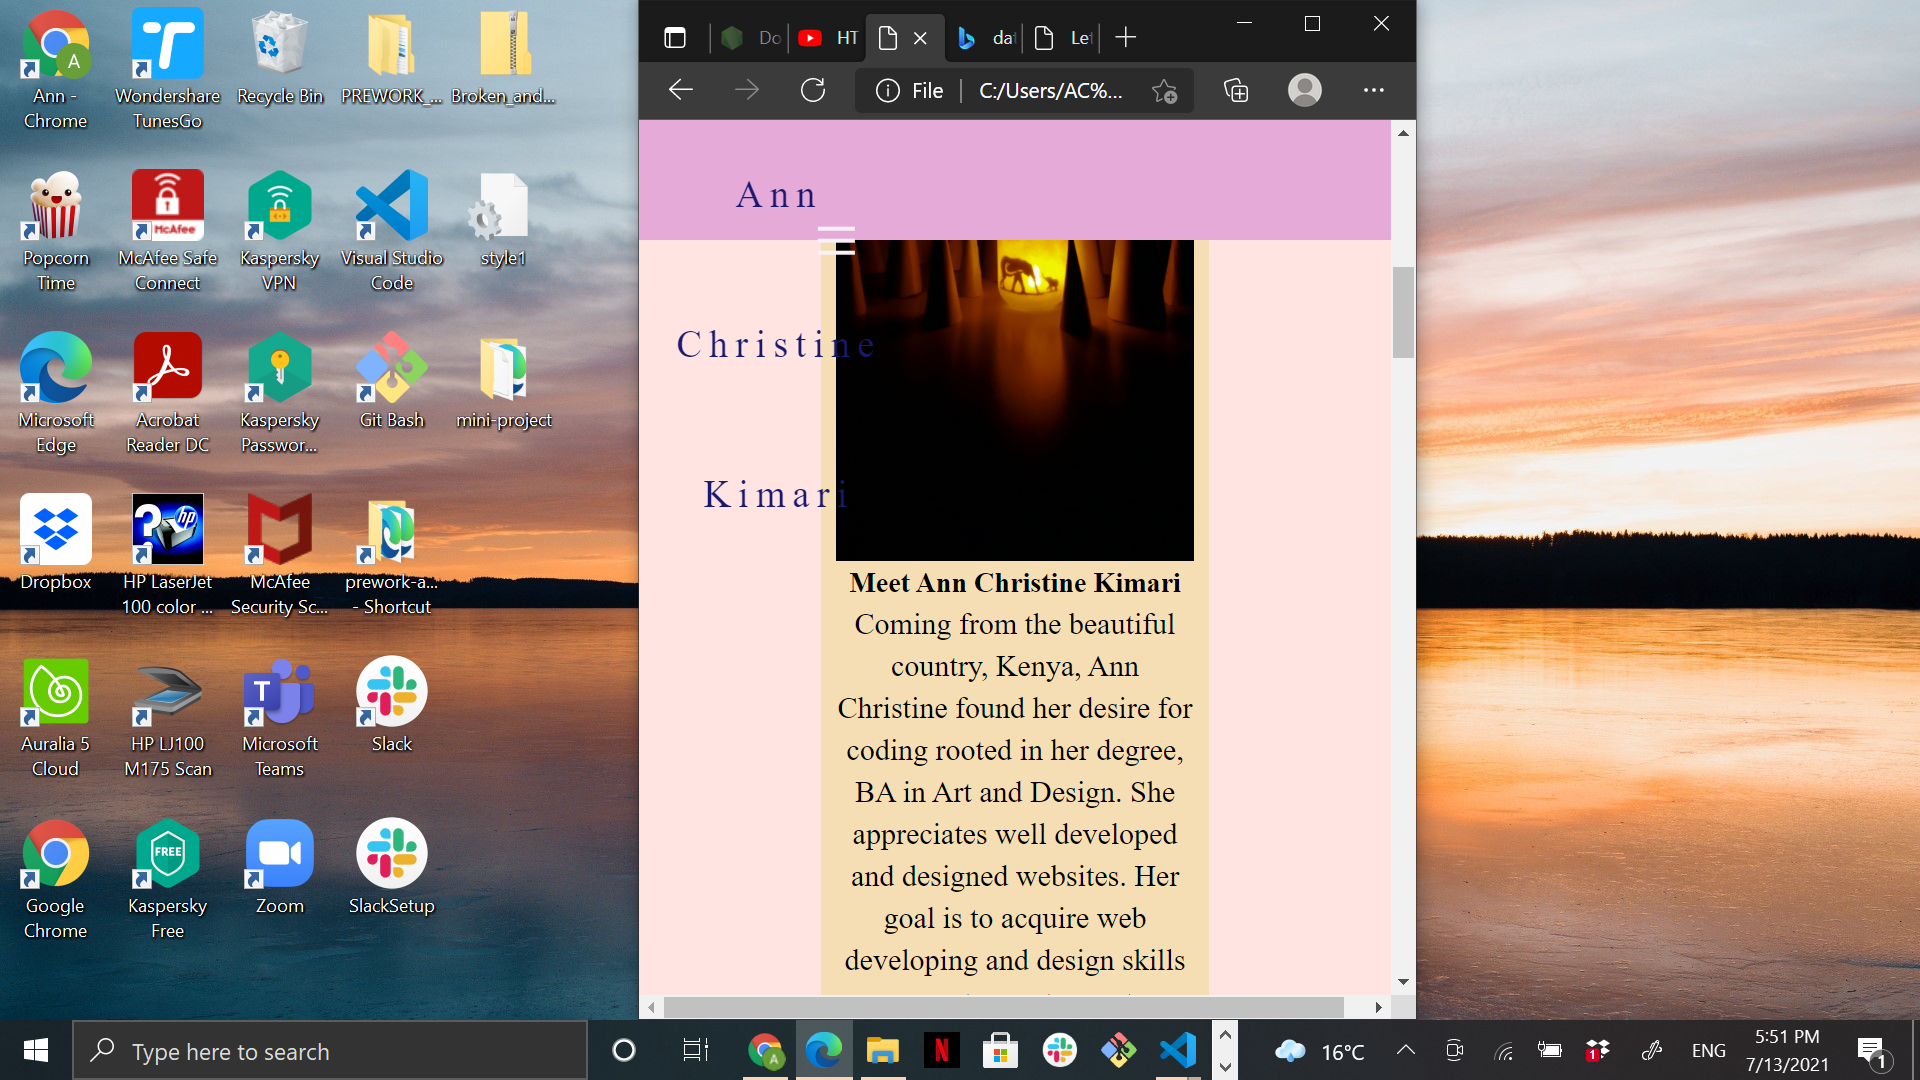 Ann -
Chrome
Wondershare
TunesGo
Recycle Bin
PREWORK_...
Broken_and...
Popcorn
Time
McAfee
McAfee Safe
Connect
Kaspersky
VPN
Visual Studio
Code
style1
Microsoft
Edge
Acrobat
Reader DC
Kaspersky
Passwor...
Git Bash
mini-project
Dropbox
HP LaserJet
100 color ...
McAfee
Security Sc...
prework-a...
- Shortcut
Auralia 5
Cloud
HP LJ100
M175 Scan
Microsoft
Teams
Slack
Google
Chrome
FREE
Kaspersky
Free
Zoom
SlackSetup
Do
HT
da
Le
File
C:/Users/AC%...
Ann
Christine
Kimari
Meet Ann Christine Kimari
Coming from the beautiful
country, Kenya, Ann
Christine found her desire for
coding rooted in her degree,
BA in Art and Design. She
appreciates well developed
and designed websites. Her
goal is to acquire web
developing and design skills
Type here to search
16°C
ENG
5:51 PM
7/13/2021
1